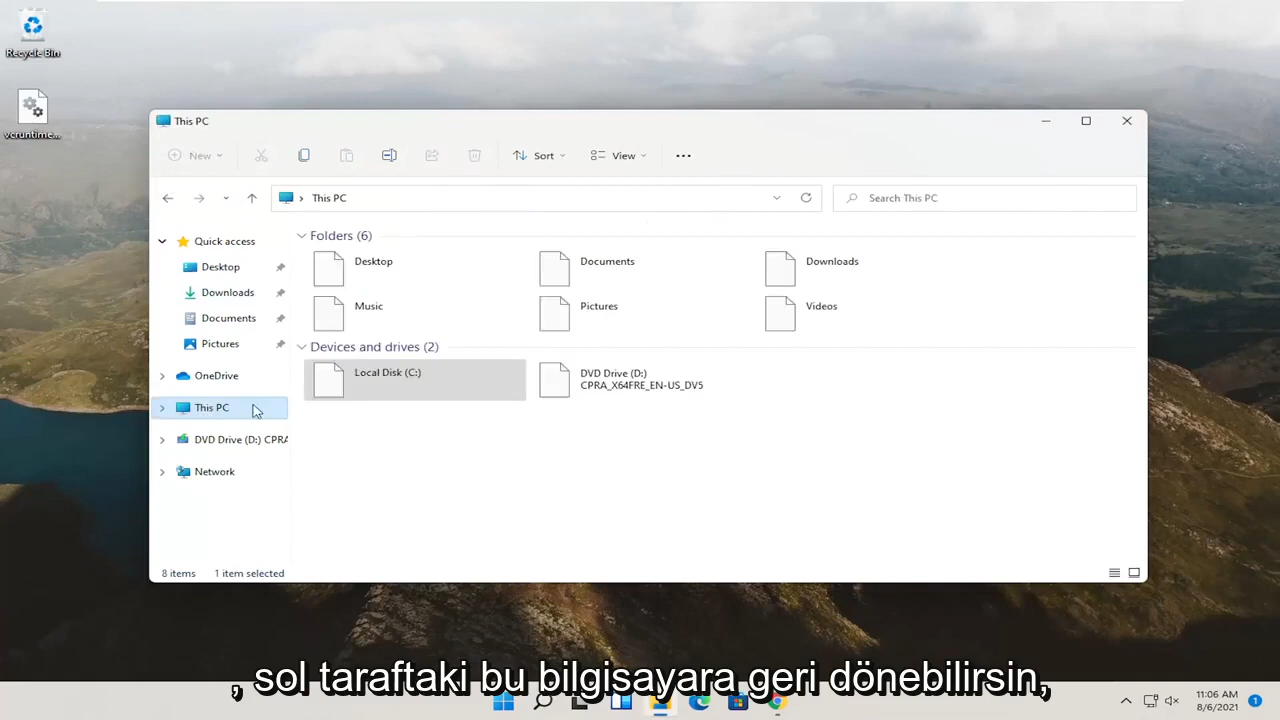 Recycle Bin
vcruntime...
This PC
New
Sort
View
This PC
Search This PC
Quick access
Desktop
Downloads
Documents
Pictures
OneDrive
This PC
DVD Drive (D:) CPRA
Network
Folders (6)
Desktop
Documents
Downloads
Music
Pictures
Videos
Devices and drives (2)
Local Disk (C:)
DVD Drive (D:)
CPRA_X64FRE_EN-US_DV5
8 items
1 item selected
, sol taraftaki bu bilgisayara geri dönebilirsin,
11:06 AM
8/6/2021
1